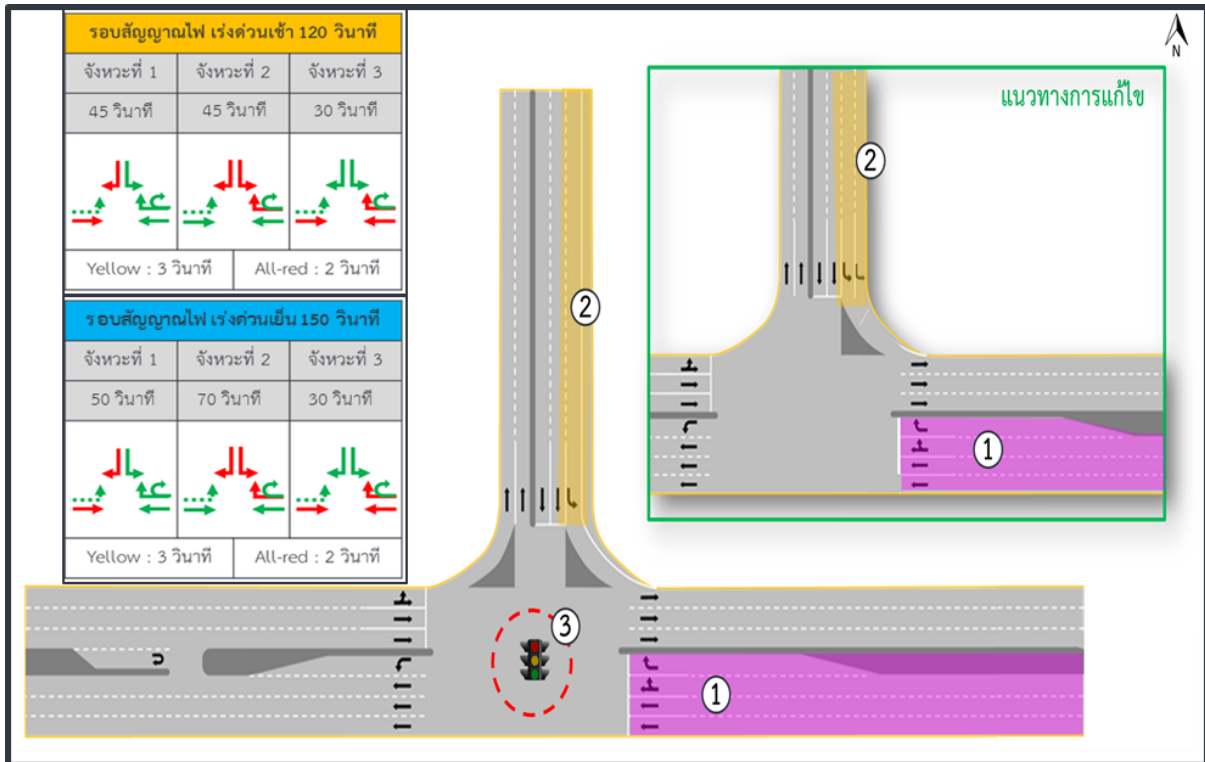 รอบสัญญาณไฟ เร่งด่วนเช้า 120 วินาที
จังหวะที่ 1 จังหวะที่ 2 จังหวะที่ 3
45 วินาที 45 วินาที 30 วินาที
Yellow : 3 วินาที All-red : 2 วินาที
รอบสัญญาณไฟ เร่งด่วนเย็น 150 วินาที
จังหวะที่ 1 จังหวะที่ 2 จังหวะที่ 3
50 วินาที 70 วินาที 30 วินาที
Yellow : 3 วินาที All-red : 2 วินาที
N
แนวทางการแก้ไข
2
1
2
3
1